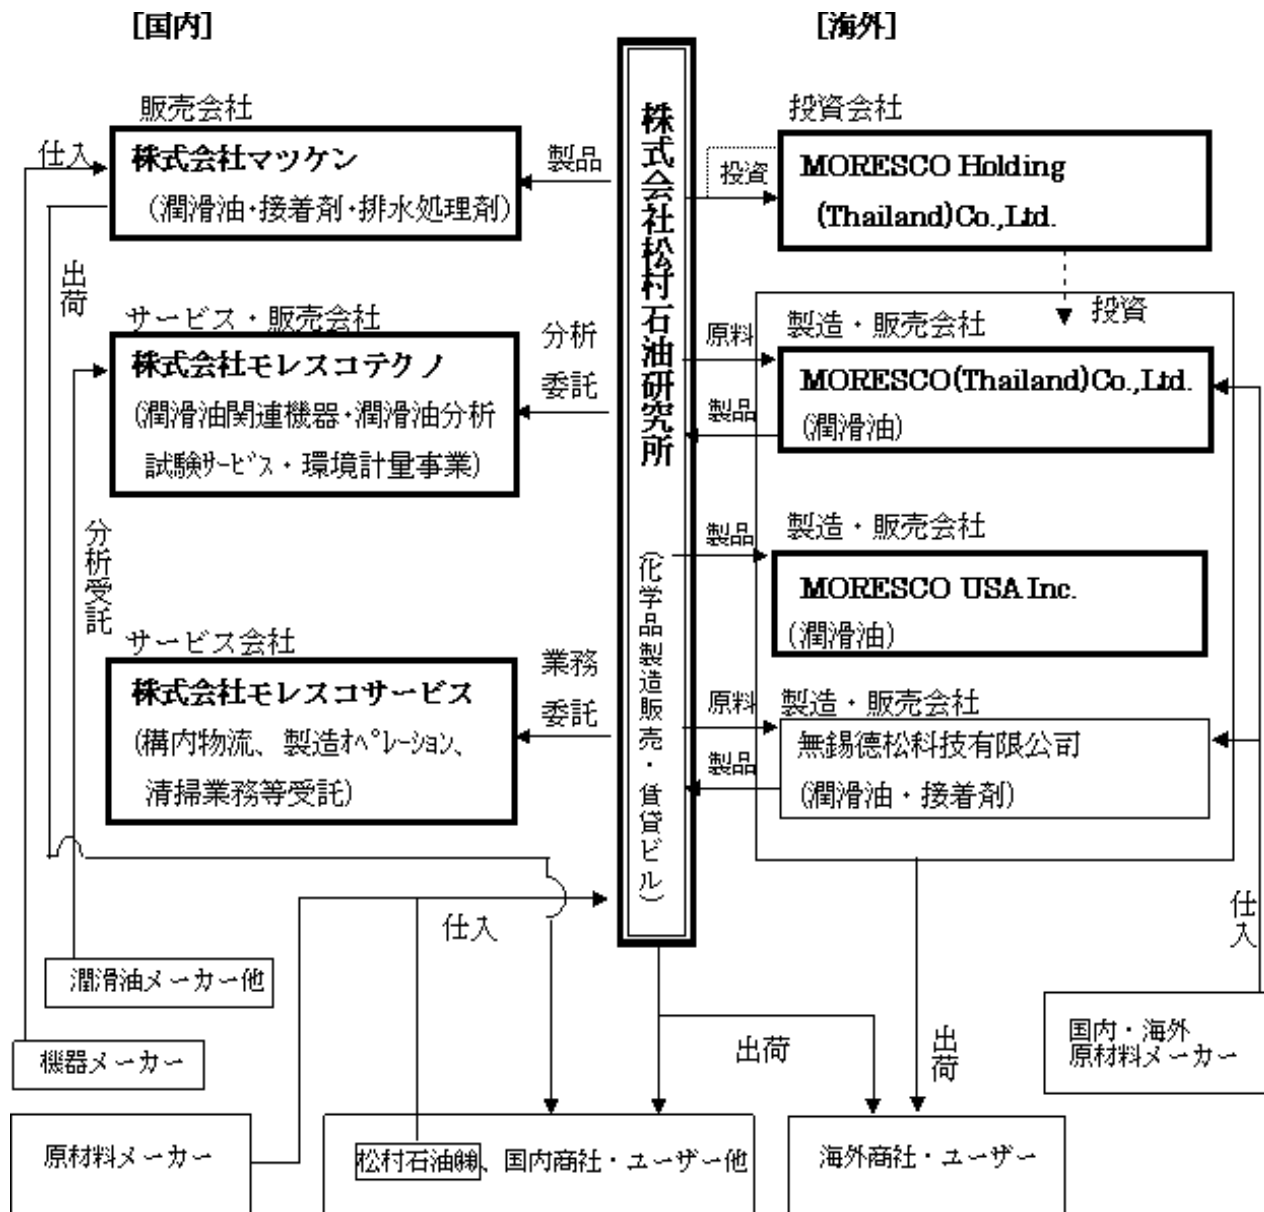 [国内]
[海外]
販売会社
仕入
株式会社マツケン
(潤滑油・接着剤・排水処理剤)
製品
出荷
サービス・販売会社
株式会社モレスコテクノ
(潤滑油関連機器・潤滑油分析
試験ｻｰﾋﾞｽ・環境計量事業)
分析
委託
分析受託
サービス会社
株式会社モレスコサービス
(構内物流、製造ｵﾍﾟﾚｰｼｮﾝ、
清掃業務等受託)
業務
委託
株式会社松村石油研究所
(化学品製造販売・賃貸ビル)
投資会社
投資
MORESCO Holding
(Thailand)Co.,Ltd.
投資
製造・販売会社
原料
MORESCO(Thailand)Co.,Ltd.
製品
(潤滑油)
製造・販売会社
製品
MORESCO USA Inc.
(潤滑油)
製造・販売会社
原料
無錫德松科技有限公司
製品
(潤滑油・接着剤)
仕入
仕入
潤滑油メーカー他
機器メーカー
原材料メーカー
松村石油㈱、国内商社・ユーザー他
出荷
出荷
海外商社・ユーザー
国内・海外
原材料メーカー